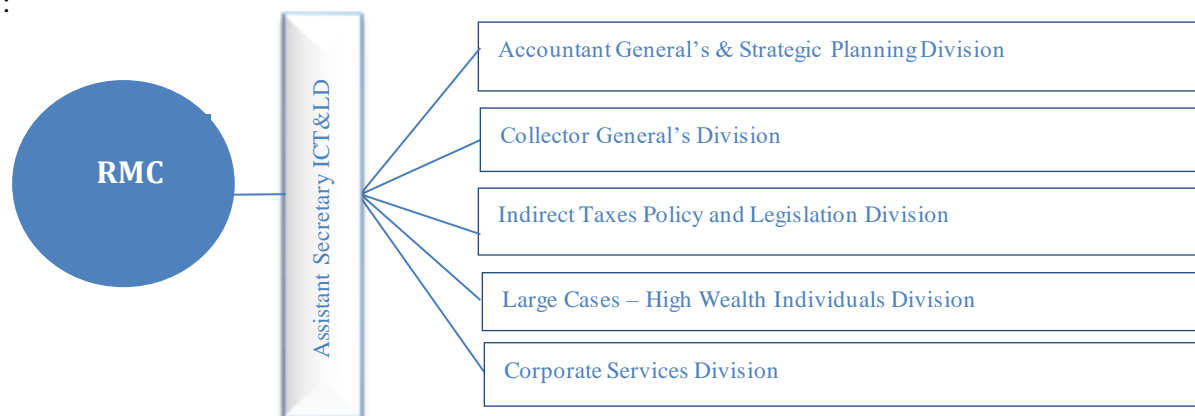 :
RMC
Assistant Secretary ICT&LD
Accountant General’s & Strategic Planning Division
Collector General’s Division
Indirect Taxes Policy and Legislation Division
Large Cases – High Wealth Individuals Division
Corporate Services Division